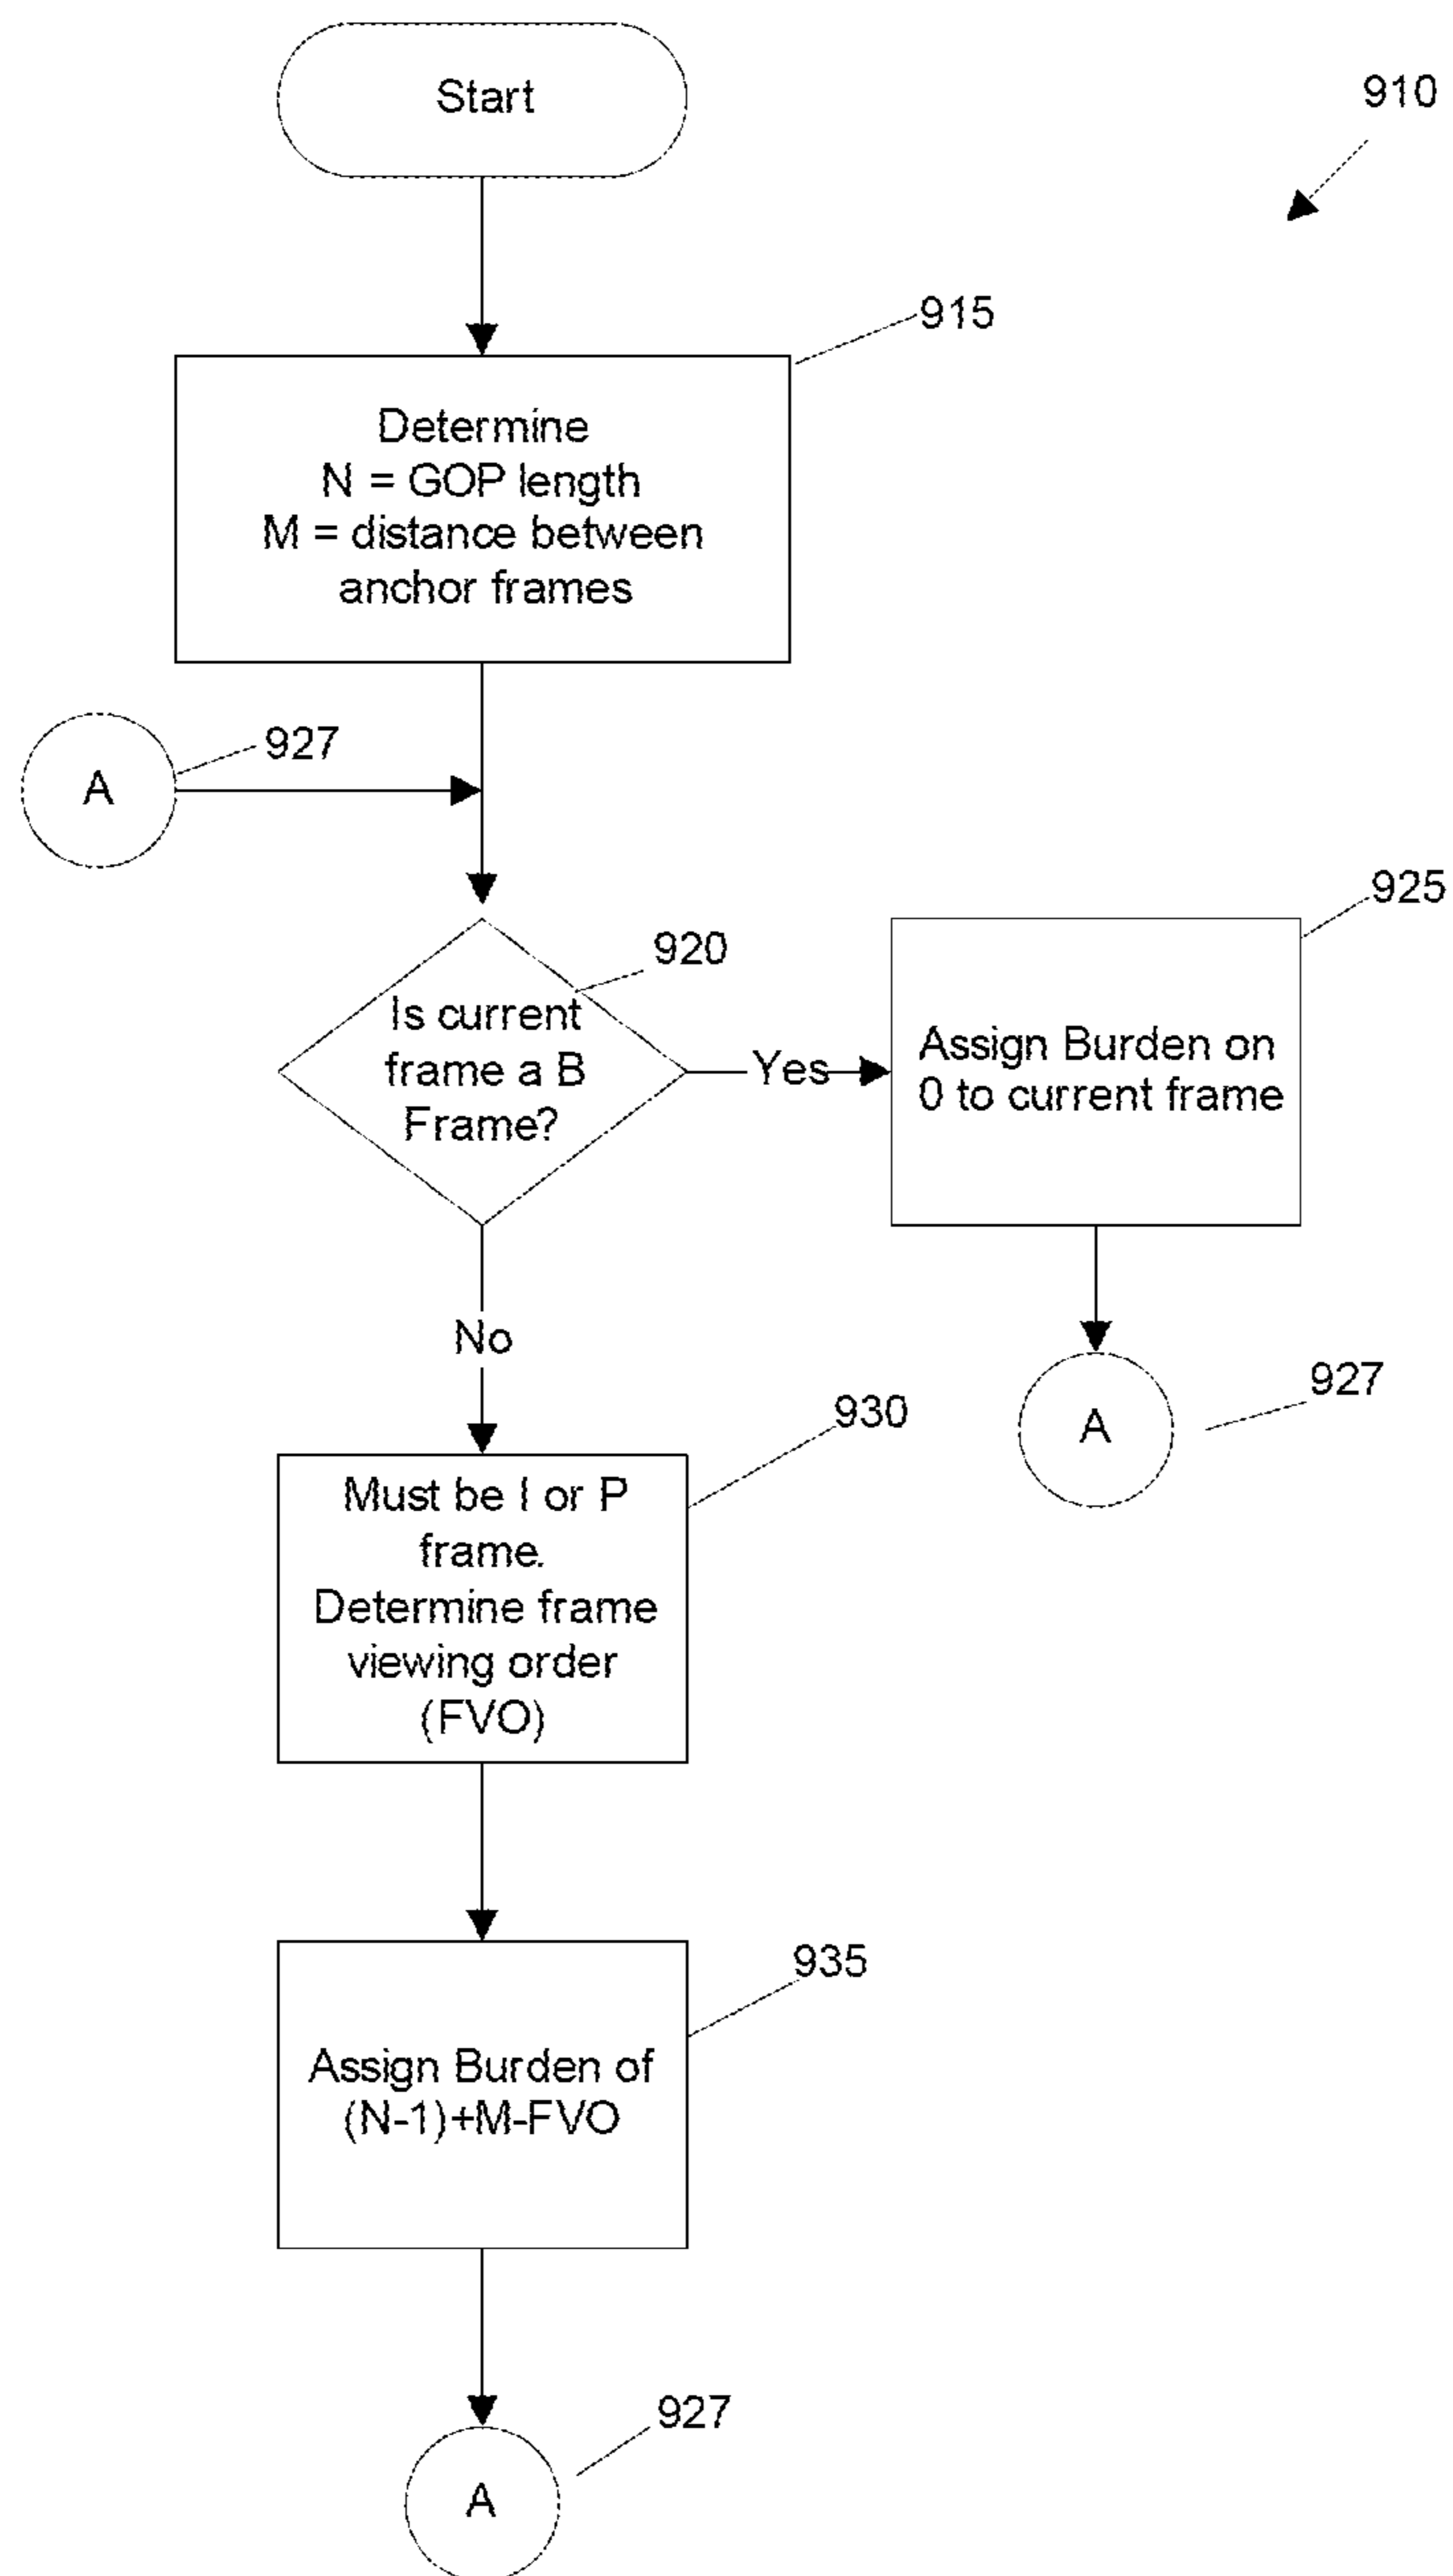 Start
910
915
Determine
N = GOP length
M = distance between
anchor frames
927
A
920
Is current
frame a B
Frame?
Yes
925
Assign Burden on
0 to current frame
No
927
A
930
Must be I or P
frame.
Determine frame
viewing order
(FVO)
935
Assign Burden of
(N-1)+M-FVO
927
A